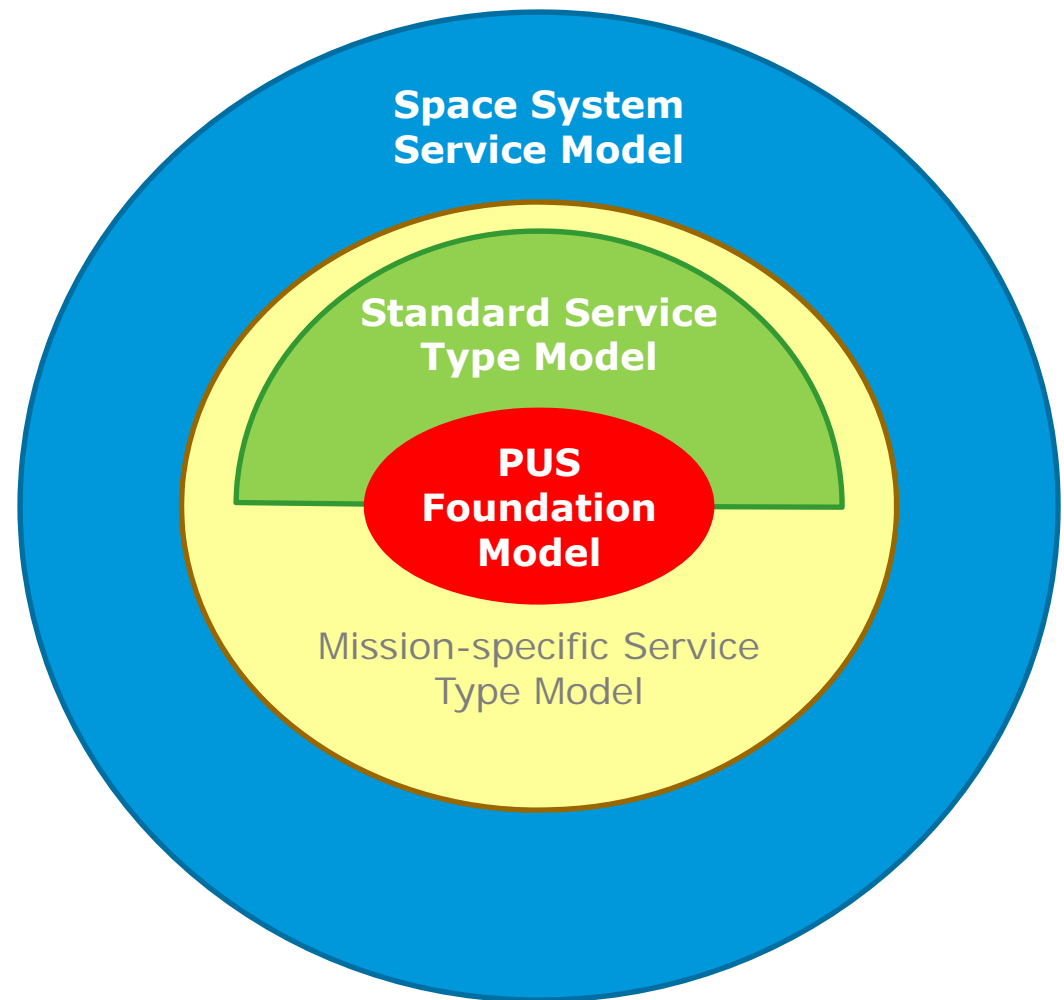 Space System
Service Model
Standard Service
Type Model
PUS
Foundation
Model
Mission-specific Service
Type Model